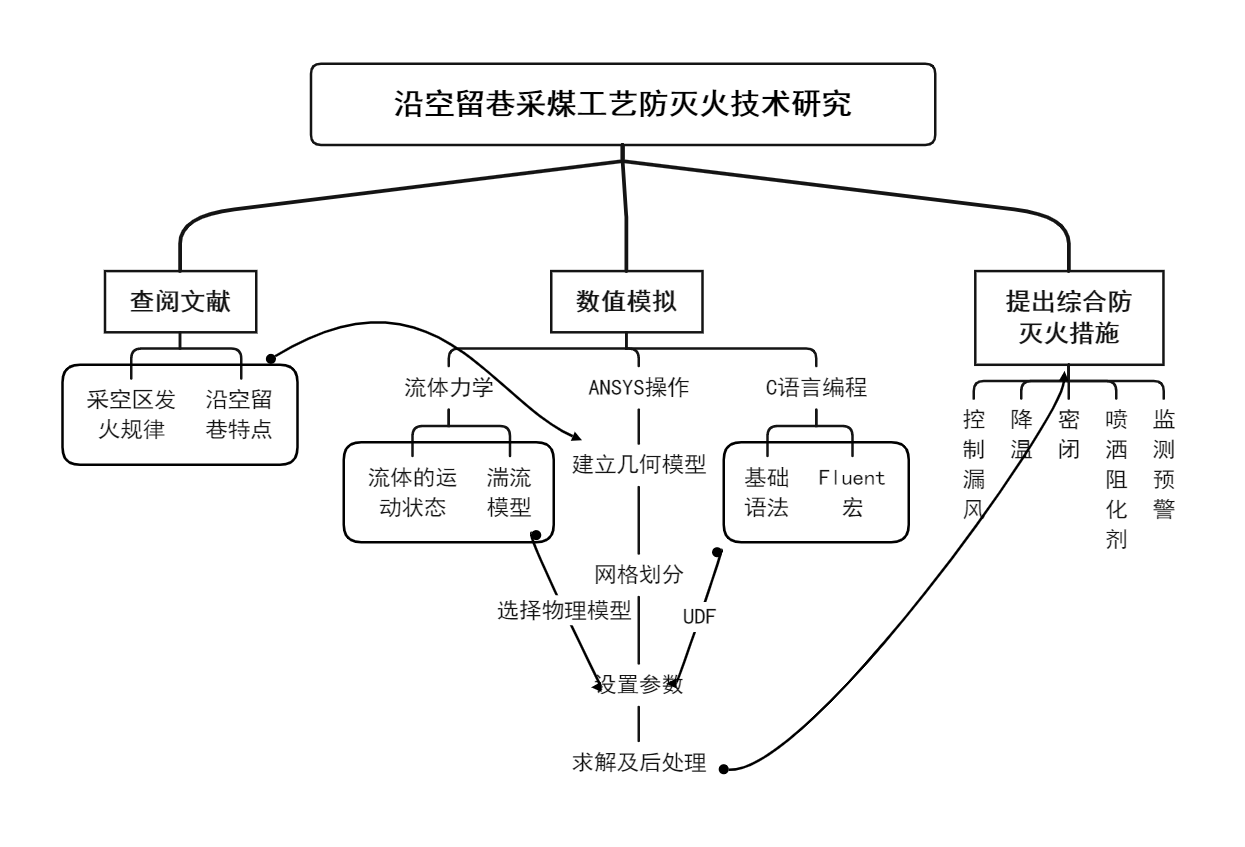 沿空留巷采煤工艺防灭火技术研究
查阅文献
数值模拟
提出综合防
灭火措施
采空区发
火规律
沿空留
巷特点
流体力学
ANSYS操作
C语言编程
流体的运
动状态
湍流
模型
建立几何模型
基础
语法
Fluent
宏
网格划分
选择物理模型
UDF
设置参数
求解及后处理
控
制
漏
风
降
温
密
闭
喷
洒
阻
化
剂
监
测
预
警